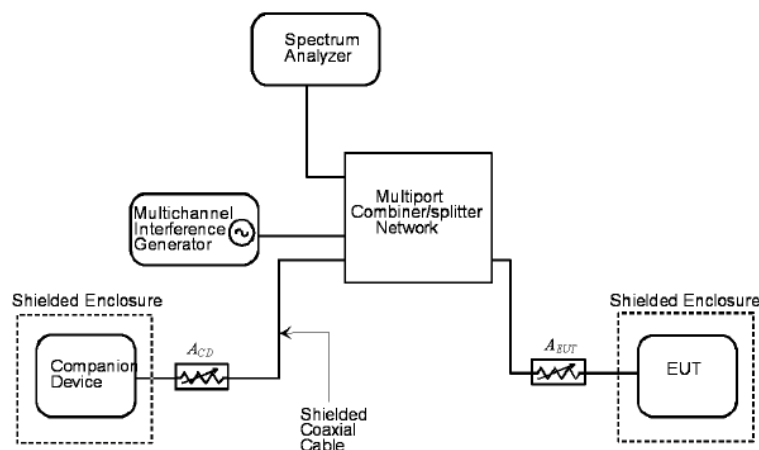 Spectrum
Analyzer
Multiport
Combiner/splitter
Network
Multichannel
Interference
Generator
Shielded Enclosure
Companion
Device
A_CD
Shielded
Coaxial
Cable
A_EUT
Shielded Enclosure
EUT